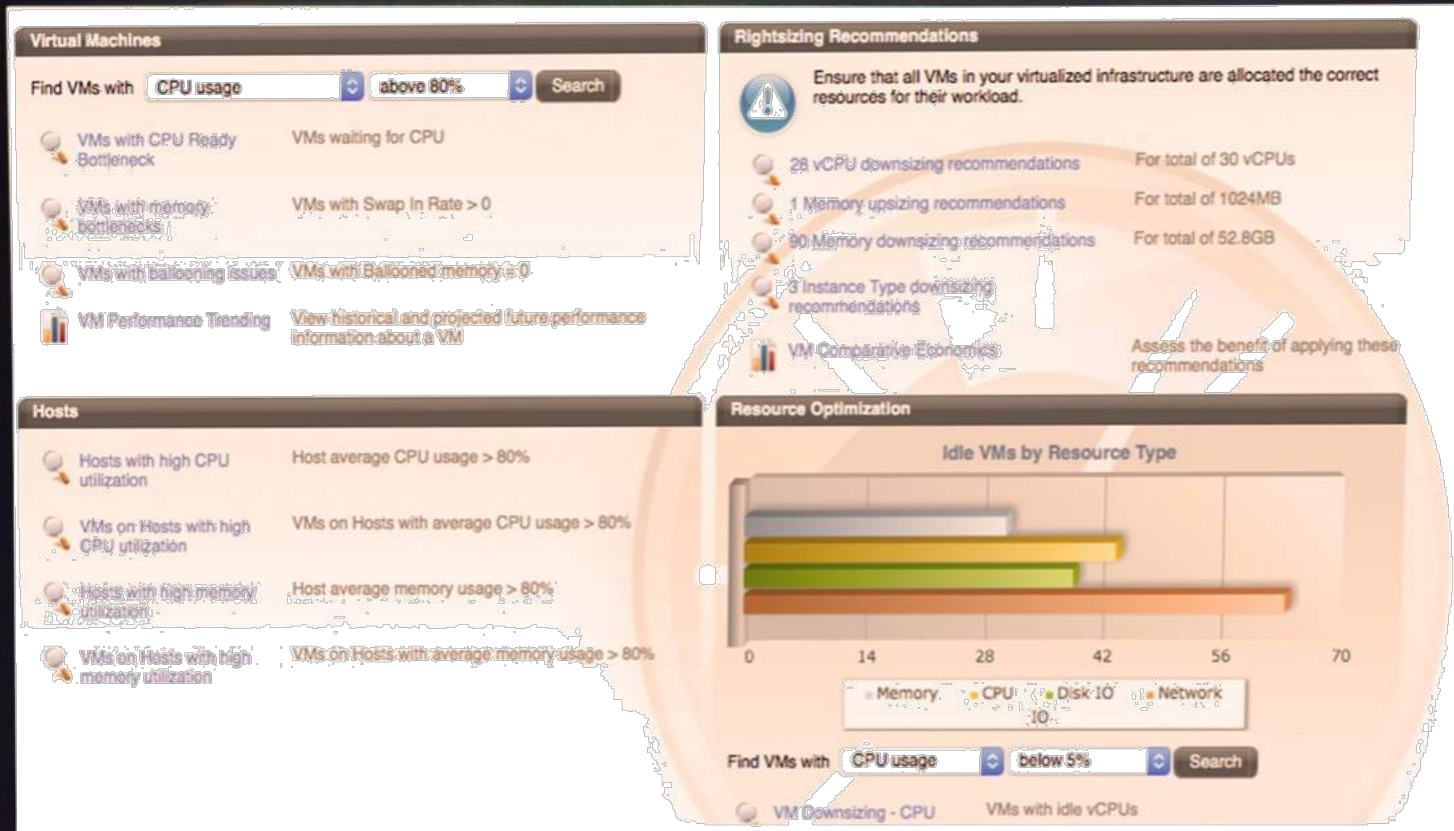 Virtual Machines
Find VMs with CPU usage above 80% Search
VMs with CPU Ready VMs waiting for CPU
Bottleneck
VMs with memory VMs with Swap In Rate > 0
bottlenecks
VMs with ballooning issues VMs with Ballooned memory = 0
VM Performance Trending View historical and projected future performance
information about a VM
Rightsizing Recommendations
Ensure that all VMs in your virtualized infrastructure are allocated the correct
resources for their workload.
28 vCPU downsizing recommendations For total of 30 vCPUs
1 Memory upsizing recommendations For total of 1024MB
90 Memory downsizing recommendations For total of 52.8GB
3 Instance Type downsizing
recommendations
VM Comparative Economics Assess the benefit of applying these
recommendations
Hosts
Hosts with high CPU Host average CPU usage > 80%
utilization
VMs on Hosts with high VMs on Hosts with average CPU usage > 80%
CPU utilization
Hosts with high memory Host average memory usage > 80%
utilization
VMs on Hosts with high VMs on Hosts with average memory usage > 80%
memory utilization
Resource Optimization
Idle VMs by Resource Type
0 14 28 42 56 70
Memory CPU Disk IO Network
IO
Find VMs with CPU usage below 5% Search
VM Downsizing - CPU VMs with idle vCPUs